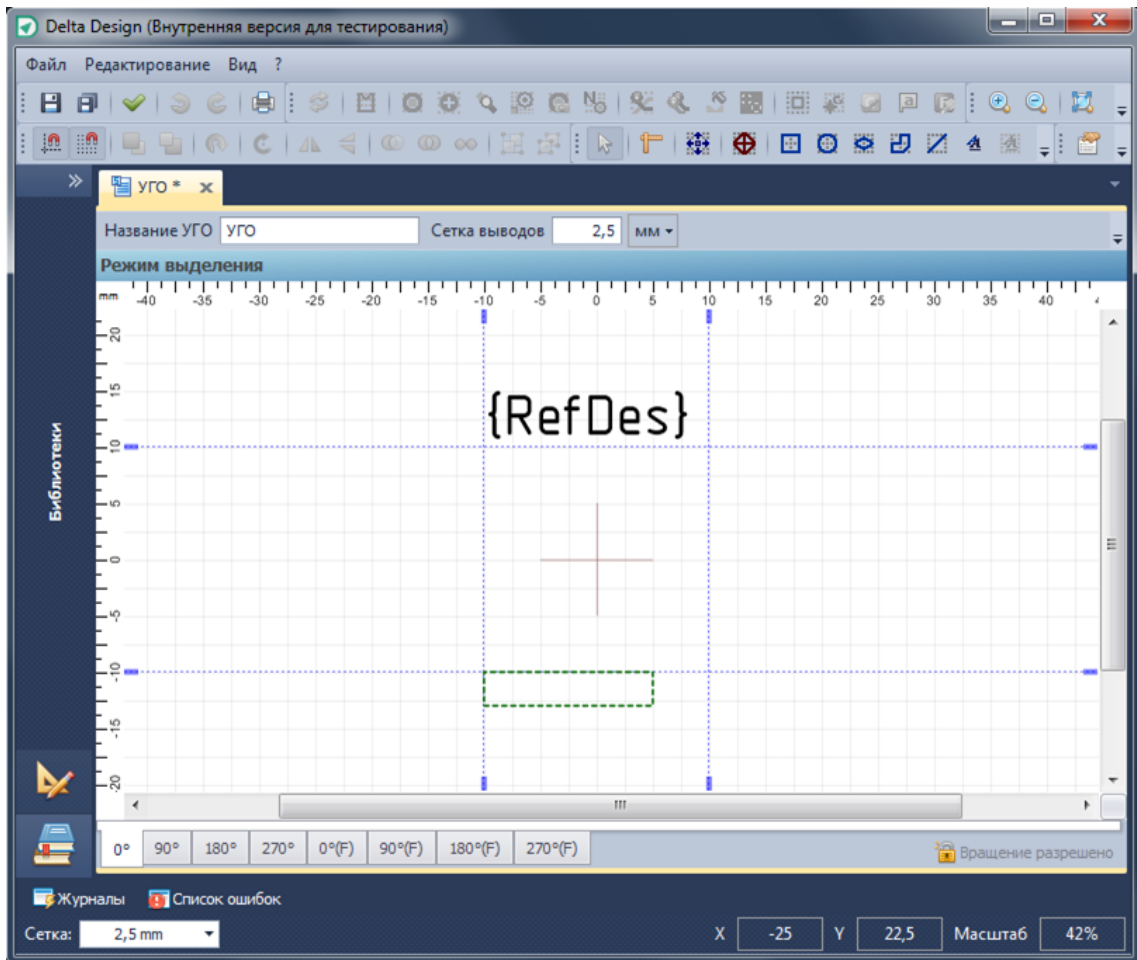 Delta Design (Внутренняя версия для тестирования)
Файл Редактирование Вид ?
УГО *
Название УГО УГО Сетка выводов 2,5 мм
Режим выделения
mm -40 -35 -30 -25 -20 -15 -10 -5 0 5 10 15 20 25 30 35 40
20
15
{RefDes}
10
5
0
-5
-10
-15
-20
Библиотеки
0° 90° 180° 270° 0°(F) 90°(F) 180°(F) 270°(F) Вращение разрешено
Журналы Список ошибок
Сетка: 2,5 mm X -25 Y 22,5 Масштаб 42%